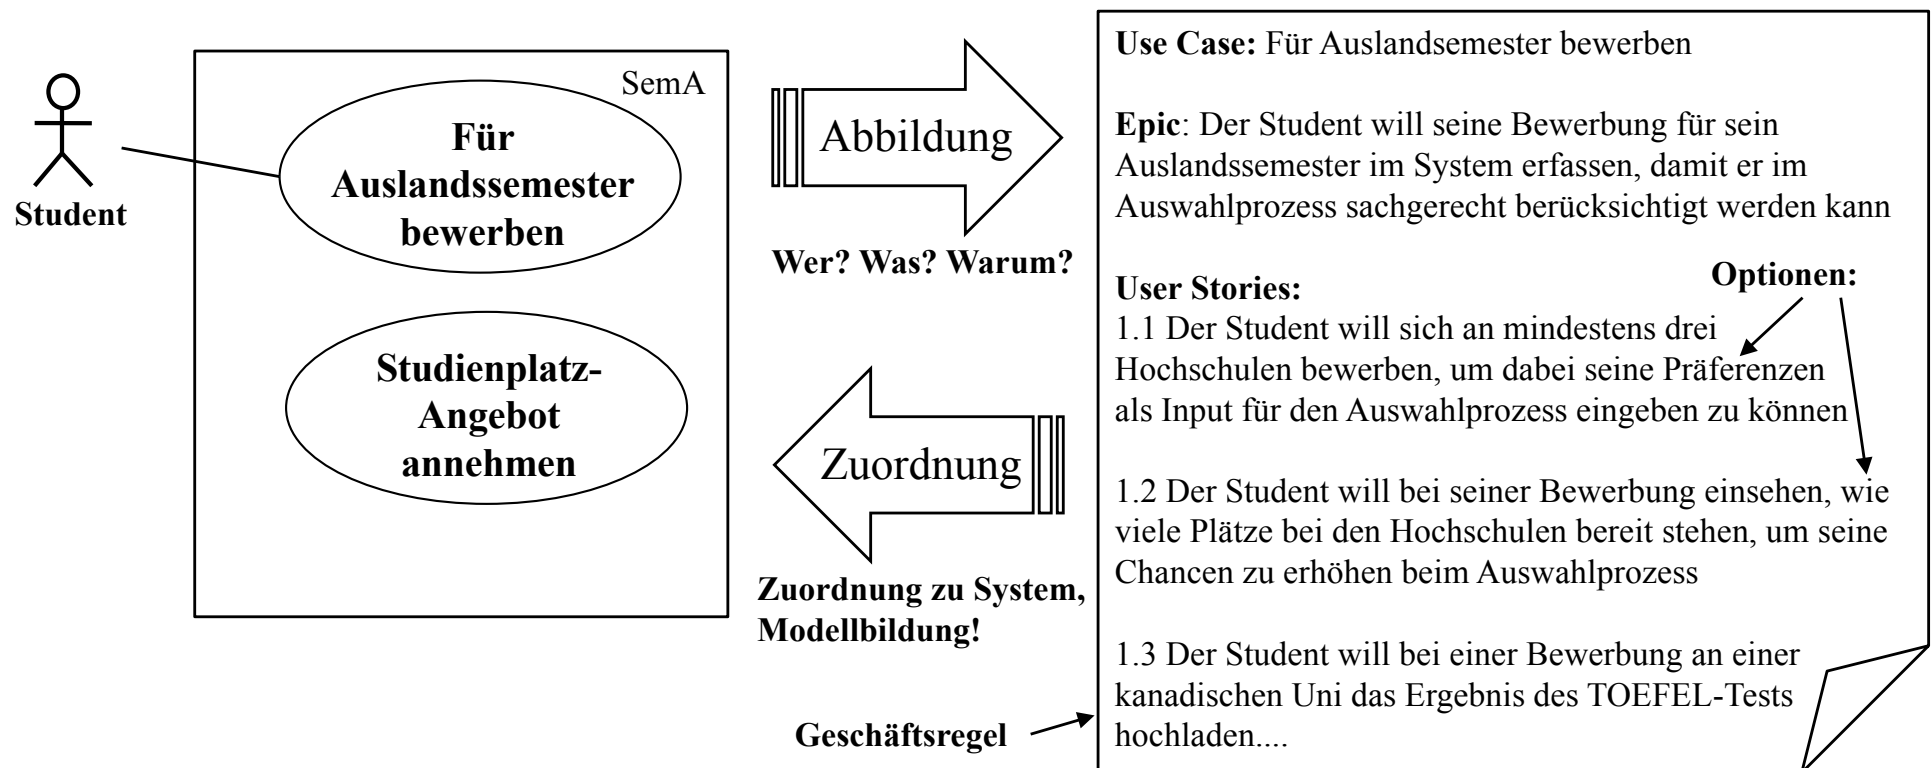 SemA
Student
Für
Auslandssemester
bewerben
Studienplatz-
Angebot
annehmen
Abbildung
Wer? Was? Warum?
Zuordnung
Zuordnung zu System,
Modellbildung!
Geschäftsregel
Use Case: Für Auslandsemester bewerben
Epic: Der Student will seine Bewerbung für sein
Auslandssemester im System erfassen, damit er im
Auswahlprozess sachgerecht berücksichtigt werden kann
User Stories:
Optionen:
1.1 Der Student will sich an mindestens drei
Hochschulen bewerben, um dabei seine Präferenzen
als Input für den Auswahlprozess eingeben zu können
1.2 Der Student will bei seiner Bewerbung einsehen, wie
viele Plätze bei den Hochschulen bereit stehen, um seine
Chancen zu erhöhen beim Auswahlprozess
1.3 Der Student will bei einer Bewerbung an einer
kanadischen Uni das Ergebnis des TOEFEL-Tests
hochladen....